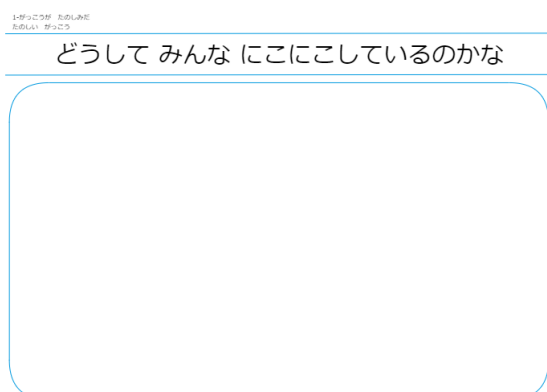 1-がっこうが　たのしみだ
たのしい　がっこう
どうして みんな にこにこしているのかな